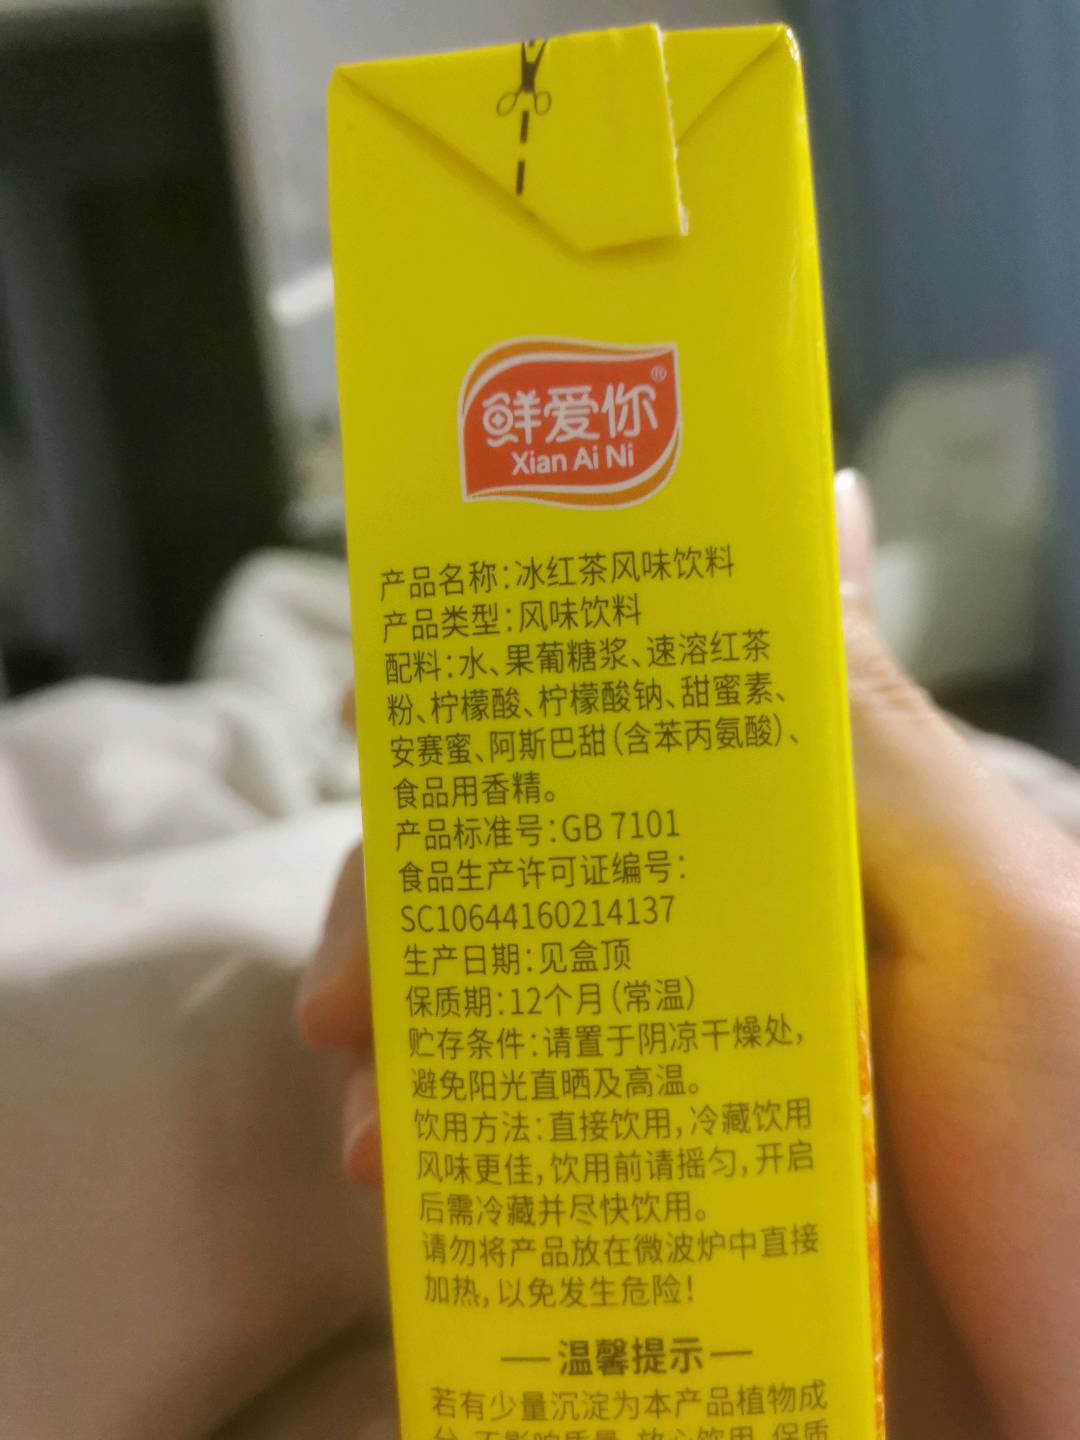 鲜爱你®
Xian Ai Ni
产品名称:冰红茶风味饮料
产品类型:风味饮料
配料:水、果葡糖浆、速溶红茶
粉、柠檬酸、柠檬酸钠、甜蜜素、
安赛蜜、阿斯巴甜(含苯丙氨酸)、
食品用香精。
产品标准号:GB 7101
食品生产许可证编号:
SC10644160214137
生产日期:见盒顶
保质期:12个月(常温)
贮存条件:请置于阴凉干燥处,
避免阳光直晒及高温。
饮用方法:直接饮用,冷藏饮用
风味更佳,饮用前请摇匀,开启
后需冷藏并尽快饮用。
请勿将产品放在微波炉中直接
加热,以免发生危险!
温馨提示
若有少量沉淀为本产品植物成